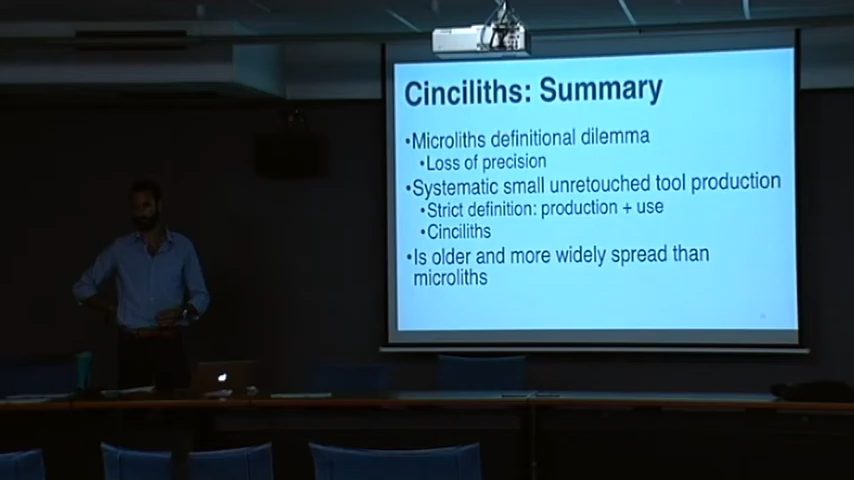 Cinciliths: Summary
•Microliths definitional dilemma
•Loss of precision
•Systematic small unretouched tool production
•Strict definition: production + use
•Cinciliths
•Is older and more widely spread than
microliths